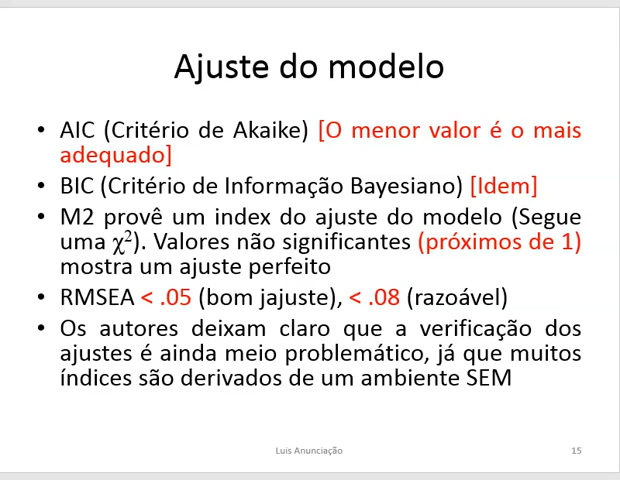 Ajuste do modelo
• AIC (Critério de Akaike) [O menor valor é o mais
adequado]
• BIC (Critério de Informação Bayesiano) [Idem]
• M2 provê um index do ajuste do modelo (Segue
uma χ²). Valores não significantes (próximos de 1)
mostra um ajuste perfeito
• RMSEA < .05 (bom jajuste), < .08 (razoável)
• Os autores deixam claro que a verificação dos
ajustes é ainda meio problemático, já que muitos
índices são derivados de um ambiente SEM
Luis Anunciação
15